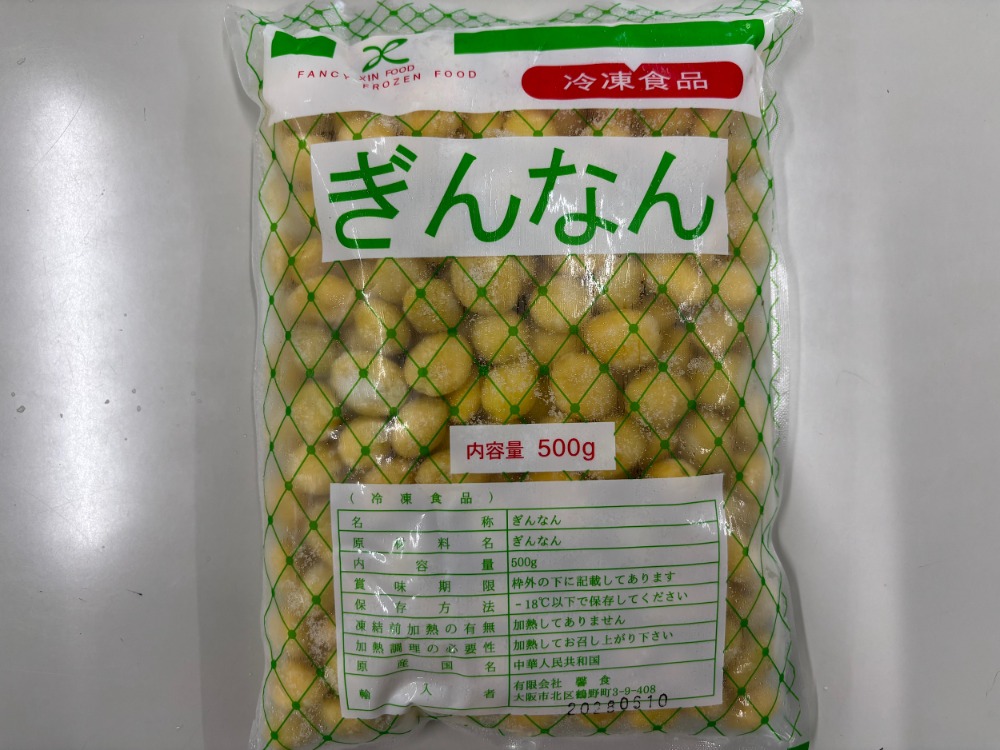 FANCY XIN FOOD
FROZEN FOOD
冷凍食品
ぎんなん
内容量 500g
(冷凍食品)
名称 ぎんなん
原材料名 ぎんなん
内容量 500g
賞味期限 枠外の下に記載してあります
保存方法 -18℃以下で保存してください
凍結前加熱の有無 加熱してありません
加熱調理の必要性 加熱してお召し上がり下さい
原産国名 中華人民共和国
輸入者 有限会社 馨食
大阪市北区鶴野町3-9-408